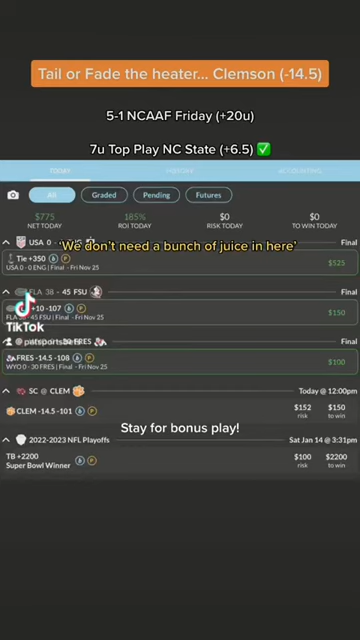 Tail or Fade the heater... Clemson (-14.5)
5-1 NCAAF Friday (+20u)
7u Top Play NC State (+6.5)
TODAY
ACCOUNTING
All
Graded
Pending
Futures
$775
185%
$0
$0
NET TODAY
ROI TODAY
RISK TODAY
TO WIN TODAY
'We don't need a bunch of juice in here'
USA 0
Final
Tie +350
USA 0-0 ENG | Final - Fri Nov 25
$525
FLA 38 - 45 FSU
Final
+10 -107
FLA 38 - 45 FSU | Final - Fri Nov 25
$150
TikTok
0 - 30 FRES
Final
FRES -14.5 -108
WYO 0 - 30 FRES | Final - Fri Nov 25
$100
SC @ CLEM
Today @ 12:00pm
CLEM -14.5 -101
$152
risk
$150
to win
Stay for bonus play!
2022-2023 NFL Playoffs
Sat Jan 14 @ 3:31pm
TB +2200
Super Bowl Winner
$100
risk
$2200
to win